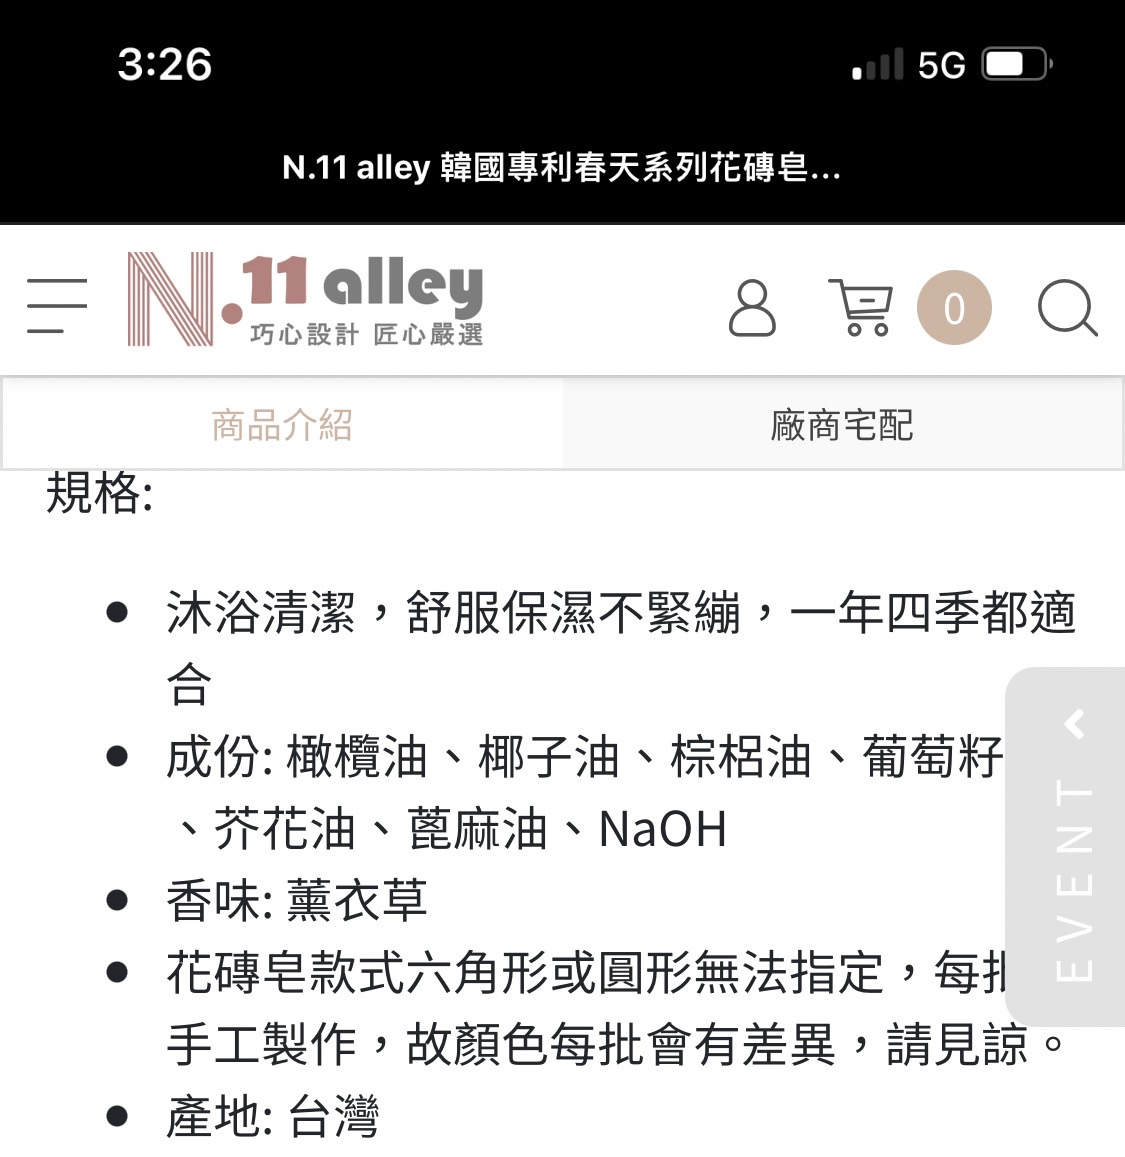 3:26
5G
N.11 alley 韓國專利春天系列花磚皂...
N.11 alley
巧心設計 匠心嚴選
0
商品介紹
廠商宅配
規格:
沐浴清潔，舒服保濕不緊繃，一年四季都適
合
成份: 橄欖油、椰子油、棕梠油、葡萄籽
、芥花油、蓖麻油、NaOH
香味: 薰衣草
花磚皂款式六角形或圓形無法指定，每批
手工製作，故顏色每批會有差異，請見諒。
產地: 台灣
EVENT